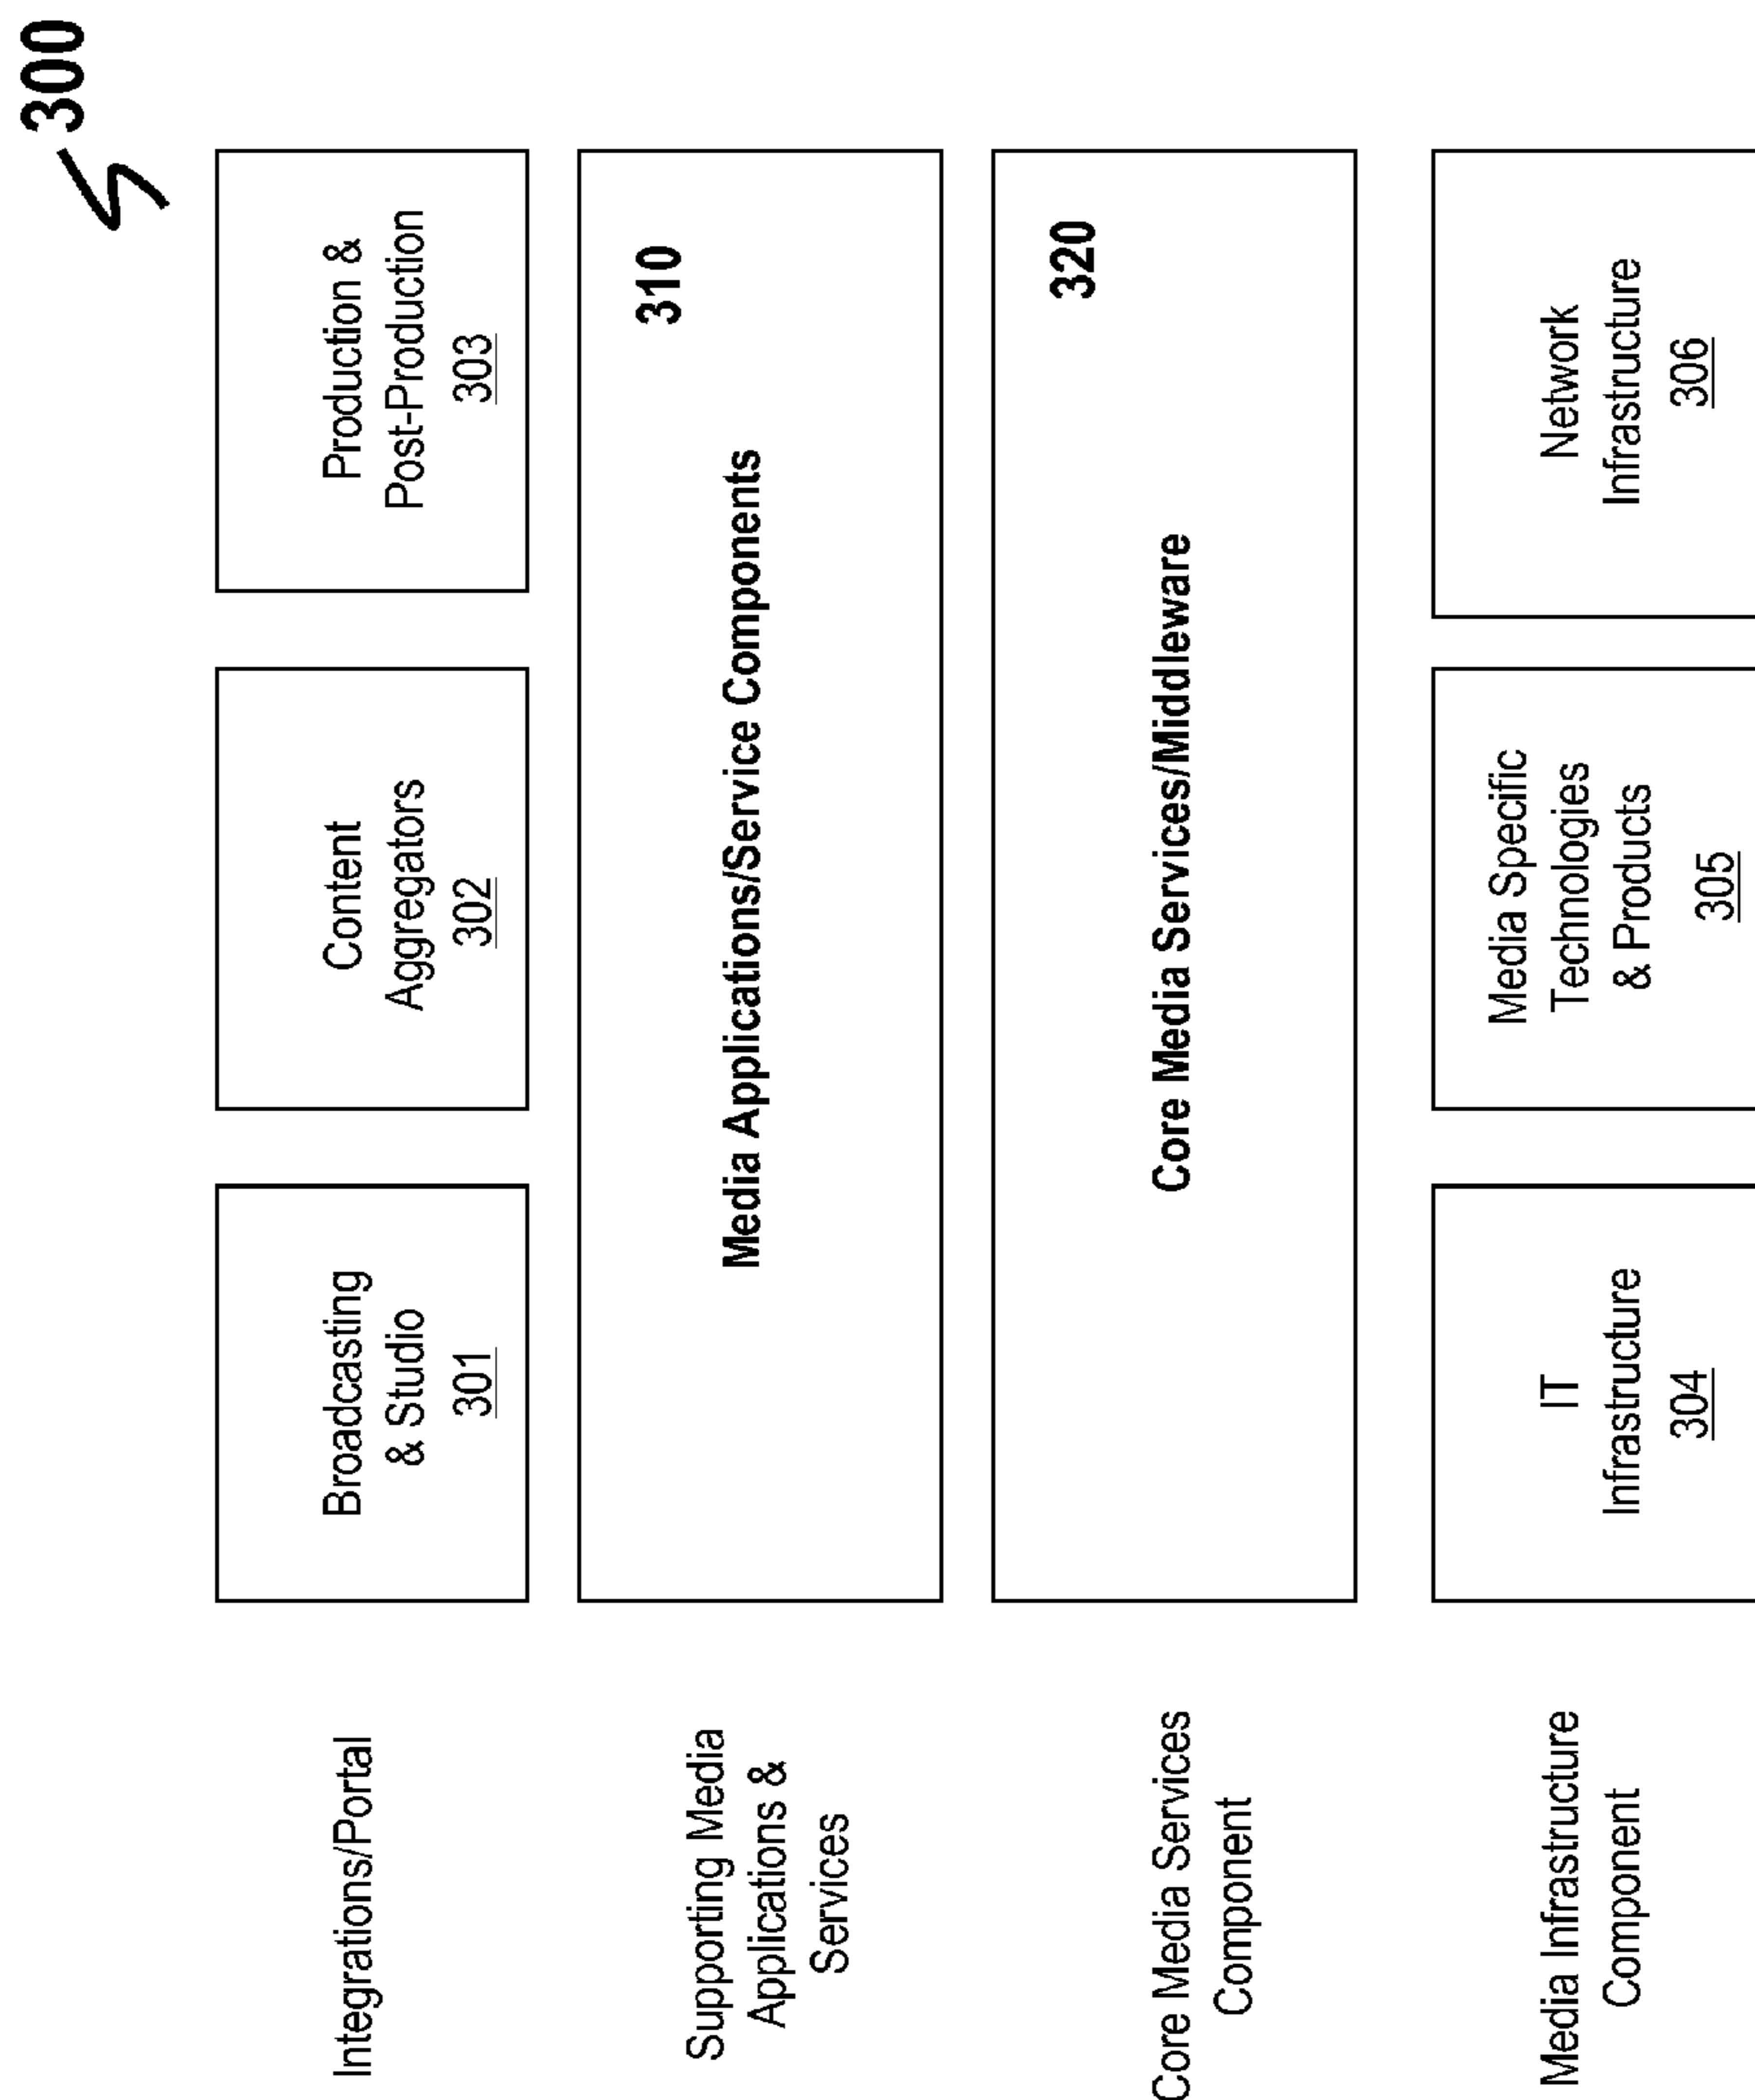 300
Integrations/Portal
Broadcasting
& Studio
301
Content
Aggregators
302
Production &
Post-Production
303
Supporting Media
Applications &
Services
310
Media Applications/Service Components
Core Media Services
Component
320
Core Media Services/Middleware
Media Infrastructure
Component
IT
Infrastructure
304
Media Specific
Technologies
& Products
305
Network
Infrastructure
306